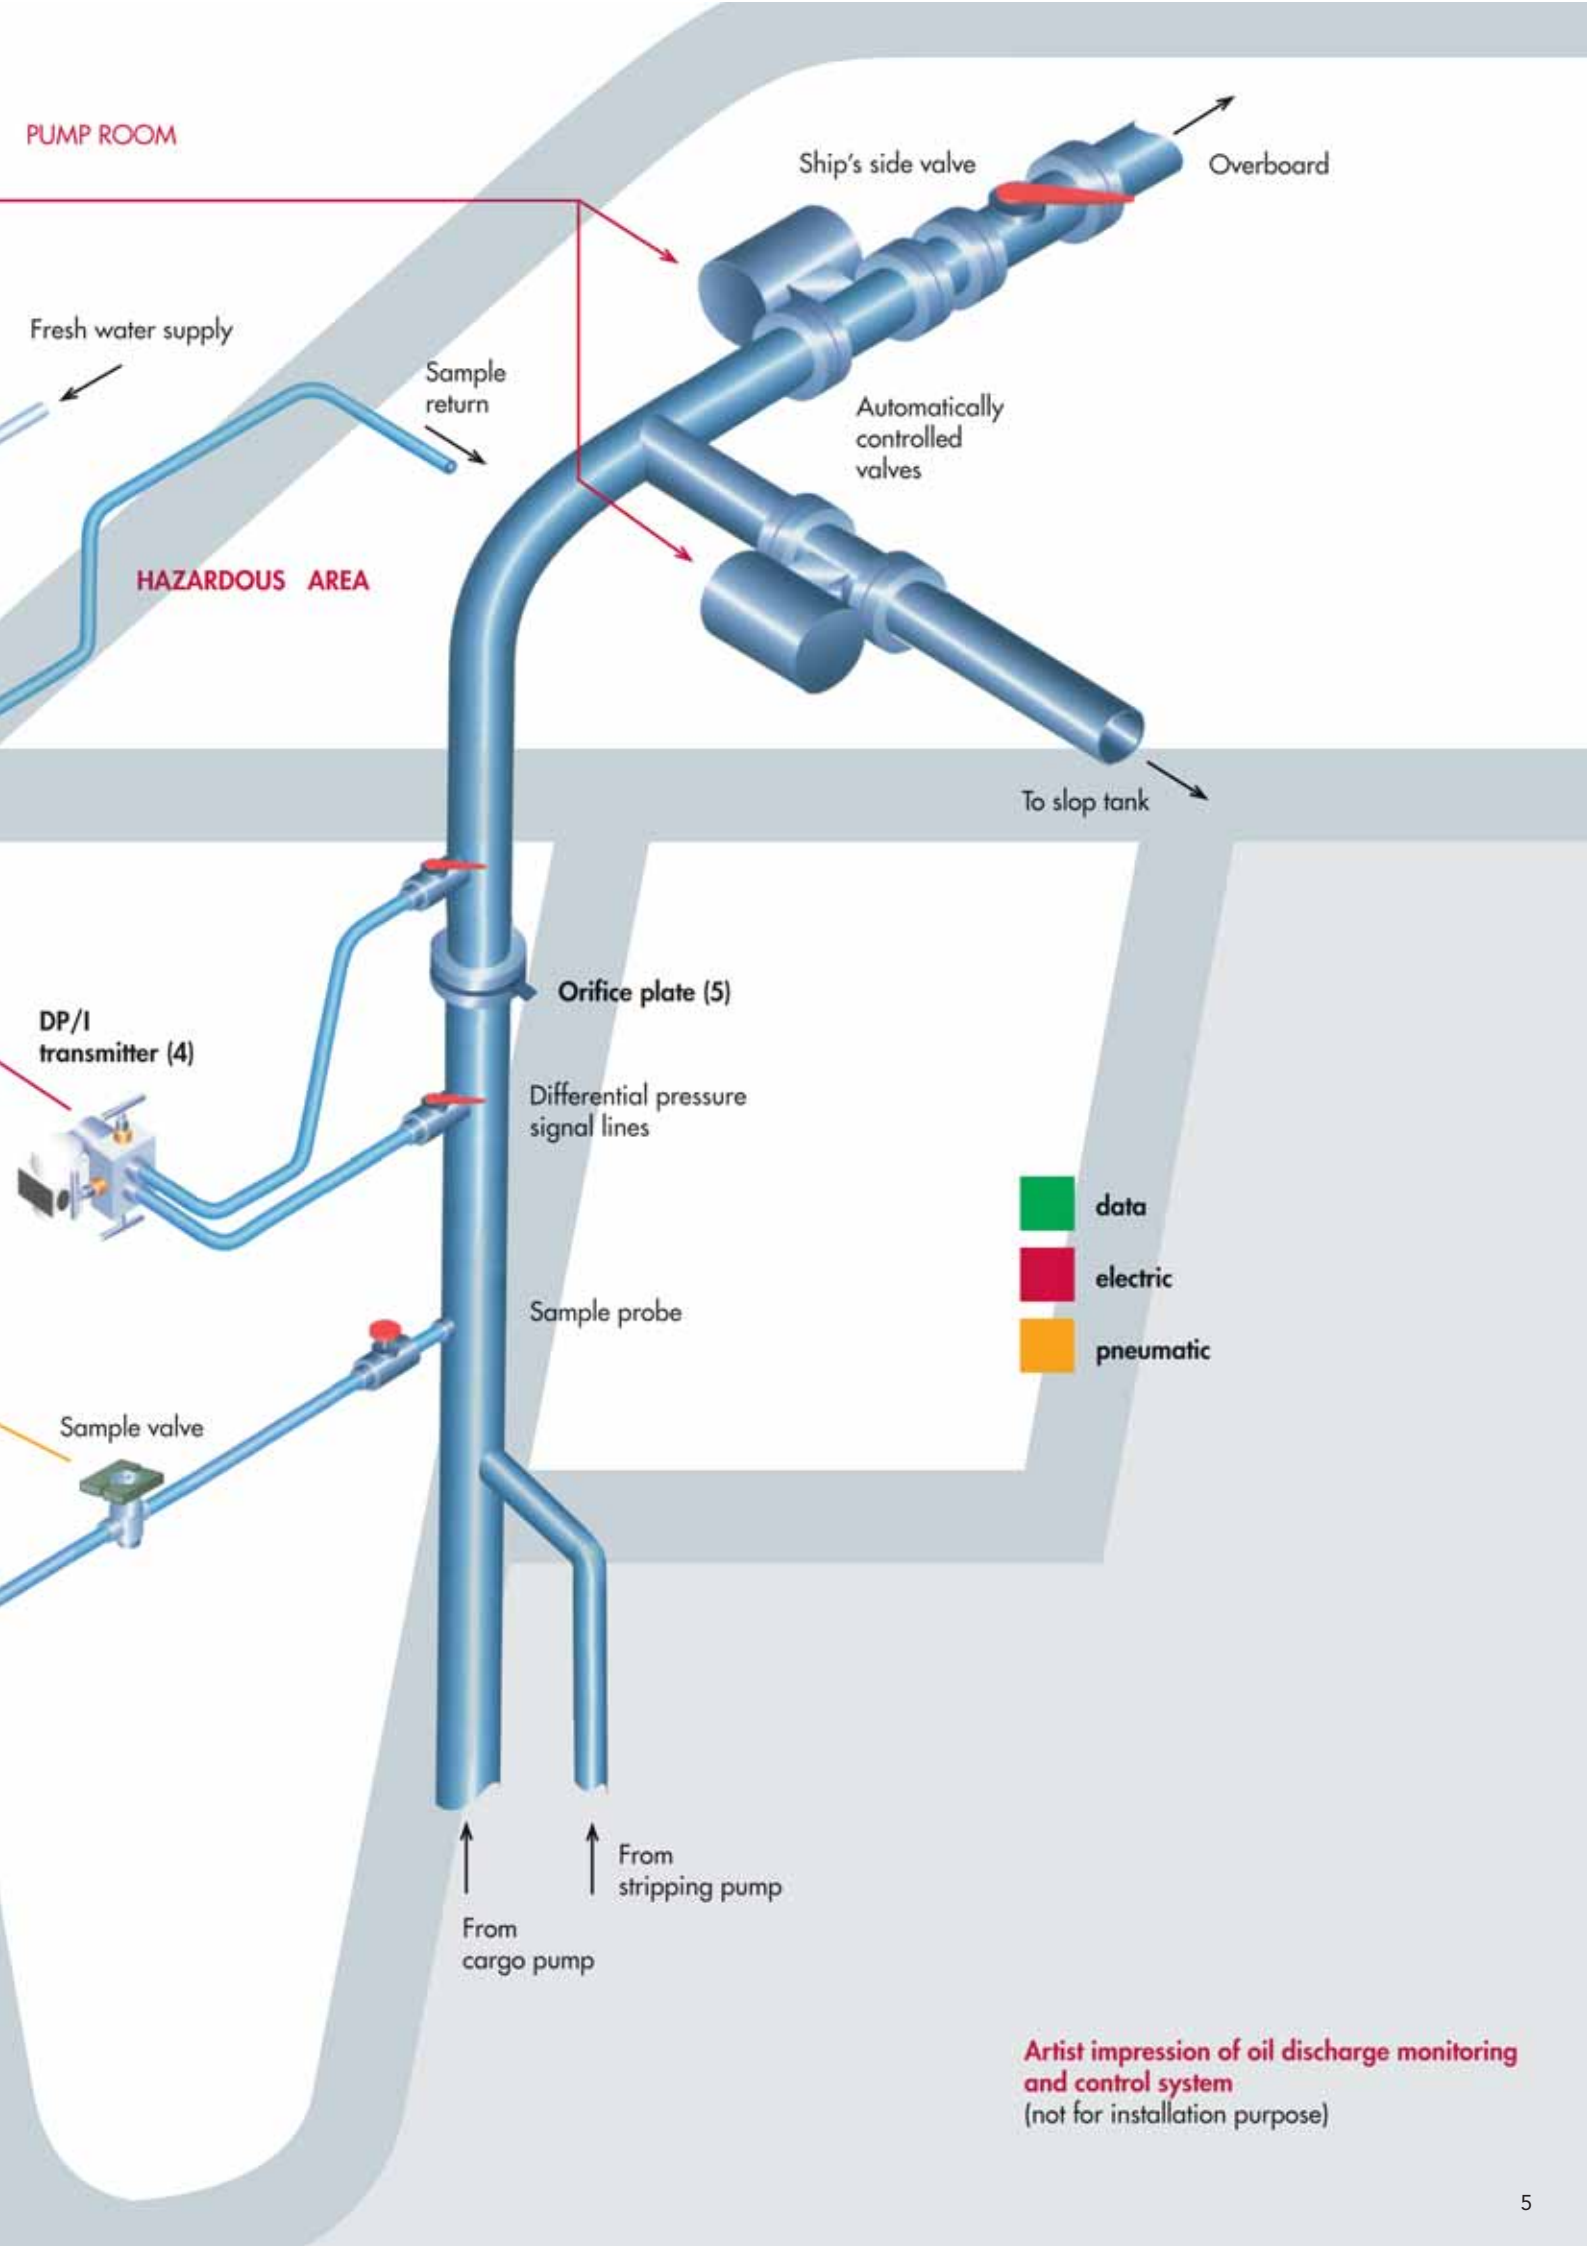 PUMP ROOM
Ship's side valve
Overboard
Fresh water supply
Sample
return
Automatically
controlled
valves
HAZARDOUS AREA
To slop tank
Orifice plate (5)
DP/I
transmitter (4)
Differential pressure
signal lines
data
electric
pneumatic
Sample probe
Sample valve
From
stripping pump
From
cargo pump
Artist impression of oil discharge monitoring
and control system
(not for installation purpose)
5